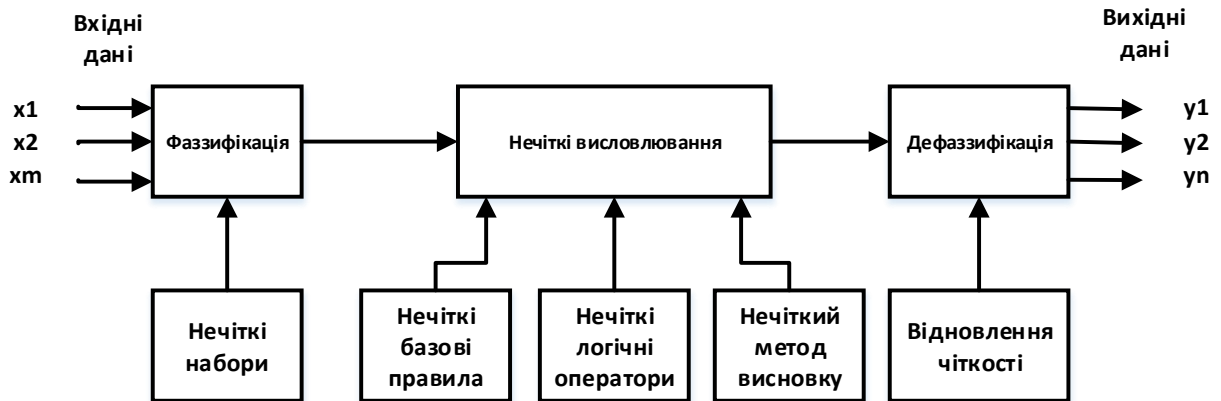 Вхідні
дані
x1
x2
xm
Фаззифікація
Нечіткі висловлювання
Дефаззифікація
Вихідні
дані
y1
y2
yn
Нечіткі
набори
Нечіткі
базові
правила
Нечіткі
логічні
оператори
Нечіткий
метод
висновку
Відновлення
чіткості